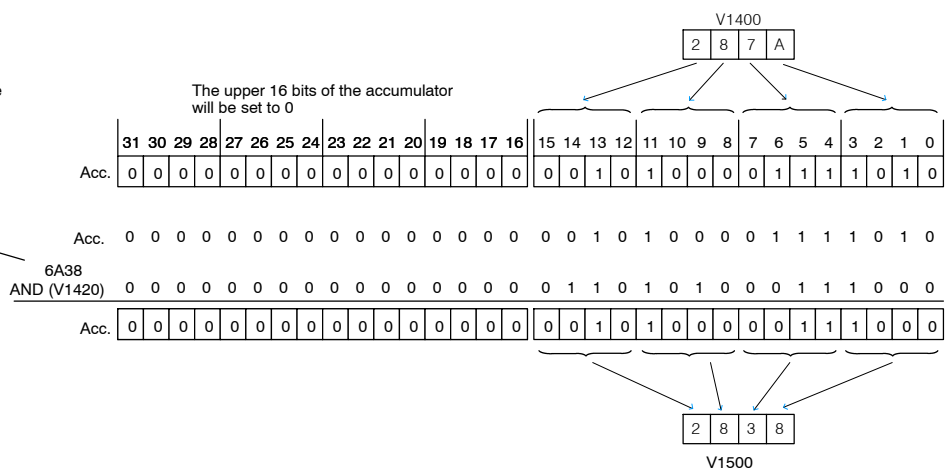 V1400
2 8 7 A
e
The upper 16 bits of the accumulator
will be set to 0
31 30 29 28 27 26 25 24 23 22 21 20 19 18 17 16 15 14 13 12 11 10 9 8 7 6 5 4 3 2 1 0
Acc. 0 0 0 0 0 0 0 0 0 0 0 0 0 0 0 0 0 0 1 0 1 0 0 0 0 1 1 1 1 0 1 0
Acc. 0 0 0 0 0 0 0 0 0 0 0 0 0 0 0 0 0 0 1 0 1 0 0 0 0 1 1 1 1 0 1 0
6A38
AND (V1420) 0 0 0 0 0 0 0 0 0 0 0 0 0 0 0 0 0 1 1 0 1 0 1 0 0 0 1 1 1 0 0 0
Acc. 0 0 0 0 0 0 0 0 0 0 0 0 0 0 0 0 0 0 1 0 1 0 0 0 0 0 1 1 1 0 0 0
2 8 3 8
V1500